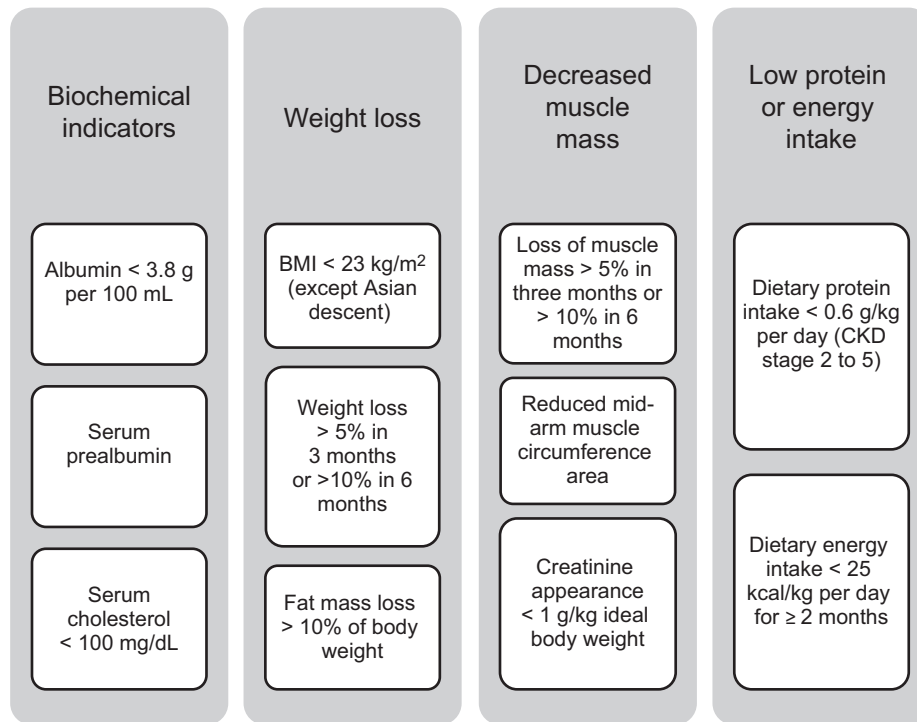 Biochemical
indicators
Albumin < 3.8 g
per 100 mL
Serum
prealbumin
Serum
cholesterol
< 100 mg/dL
Weight loss
BMI < 23 kg/m²
(except Asian
descent)
Weight loss
> 5% in
3 months
or >10% in 6
months
Fat mass loss
> 10% of body
weight
Decreased
muscle
mass
Loss of muscle
mass > 5% in
three months or
> 10% in 6
months
Reduced mid-
arm muscle
circumference
area
Creatinine
appearance
< 1 g/kg ideal
body weight
Low protein
or energy
intake
Dietary protein
intake < 0.6 g/kg
per day (CKD
stage 2 to 5)
Dietary energy
intake < 25
kcal/kg per day
for ≥ 2 months